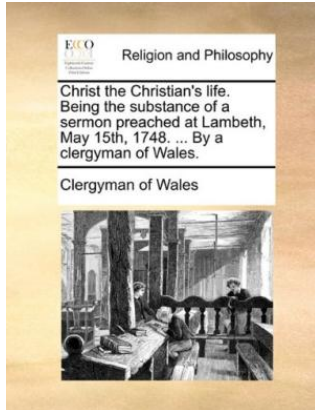 ECCO
Religion and Philosophy
Christ the Christian's life.
Being the substance of a
sermon preached at Lambeth,
May 15th, 1748. ... By a
clergyman of Wales.
Clergyman of Wales